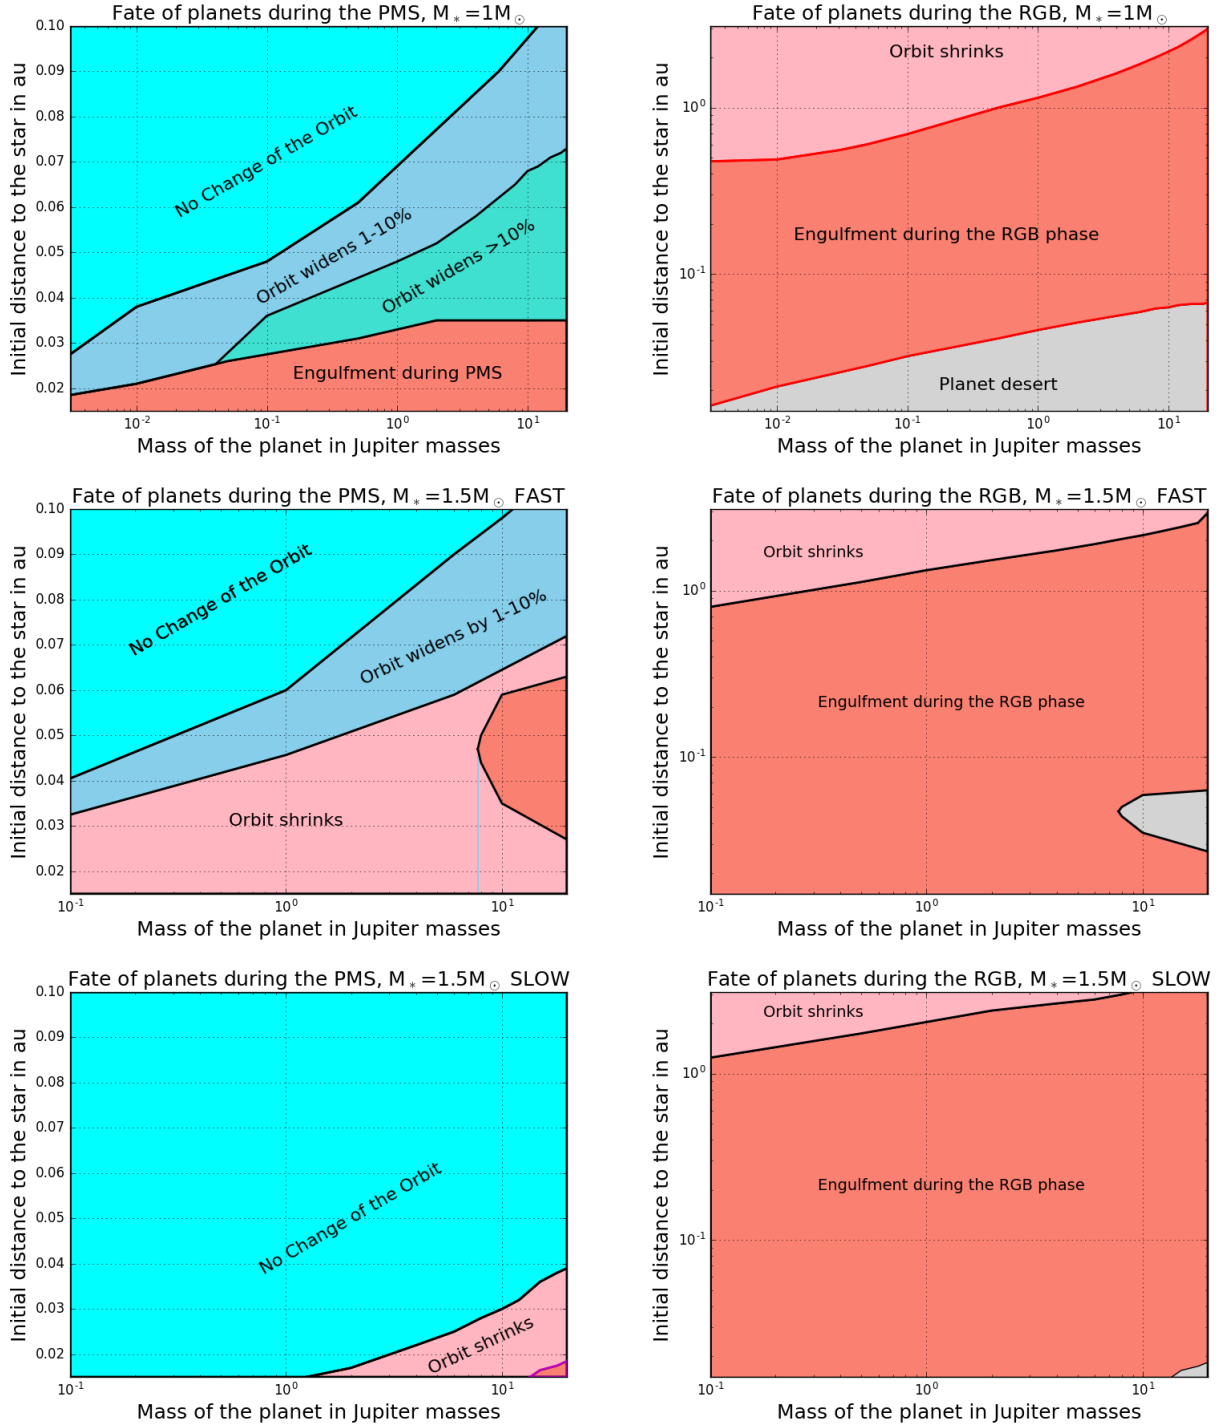 Fate of planets during the PMS, M*=1M☉
0.10
0.09
0.08
0.07
0.06
0.05
0.04
0.03
0.02
Initial distance to the star in au
No Change of the Orbit
Orbit widens 1-10%
Orbit widens >10%
Engulfment during PMS
10⁻² 10⁻¹ 10⁰ 10¹
Mass of the planet in Jupiter masses
Fate of planets during the RGB, M*=1M☉
10⁰
10⁻¹
Initial distance to the star in au
Orbit shrinks
Engulfment during the RGB phase
Planet desert
10⁻² 10⁻¹ 10⁰ 10¹
Mass of the planet in Jupiter masses
Fate of planets during the PMS, M*=1.5M☉ FAST
0.10
0.09
0.08
0.07
0.06
0.05
0.04
0.03
0.02
Initial distance to the star in au
No Change of the Orbit
Orbit widens by 1-10%
Orbit shrinks
10⁻¹ 10⁰ 10¹
Mass of the planet in Jupiter masses
Fate of planets during the RGB, M*=1.5M☉ FAST
10⁰
10⁻¹
Initial distance to the star in au
Orbit shrinks
Engulfment during the RGB phase
10⁻¹ 10⁰ 10¹
Mass of the planet in Jupiter masses
Fate of planets during the PMS, M*=1.5M☉ SLOW
0.10
0.09
0.08
0.07
0.06
0.05
0.04
0.03
0.02
Initial distance to the star in au
No Change of the Orbit
Orbit shrinks
10⁻¹ 10⁰ 10¹
Mass of the planet in Jupiter masses
Fate of planets during the RGB, M*=1.5M☉ SLOW
10⁰
10⁻¹
Initial distance to the star in au
Orbit shrinks
Engulfment during the RGB phase
10⁻¹ 10⁰ 10¹
Mass of the planet in Jupiter masses